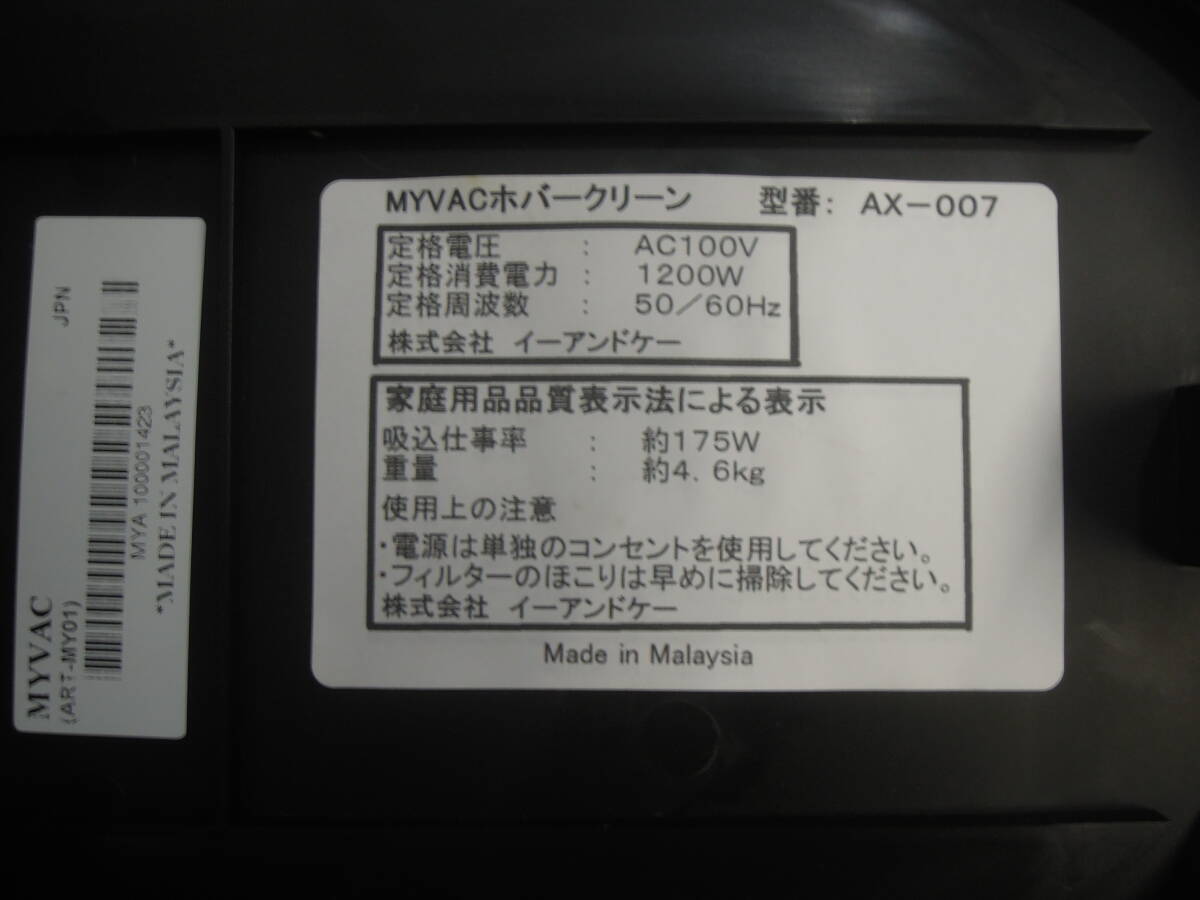 MYVACホバークリーン 型番: AX-007
定格電圧 : AC100V
定格消費電力 : 1200W
定格周波数 : 50/60Hz
株式会社 イーアンドケー
家庭用品品質表示法による表示
吸込仕事率 : 約175W
重量 : 約4.6kg
使用上の注意
・電源は単独のコンセントを使用してください。
・フィルターのほこりは早めに掃除してください。
株式会社 イーアンドケー
Made in Malaysia
MYVAC JPN
(ART-MY01)
MYA 100001423
*MADE IN MALAYSIA*